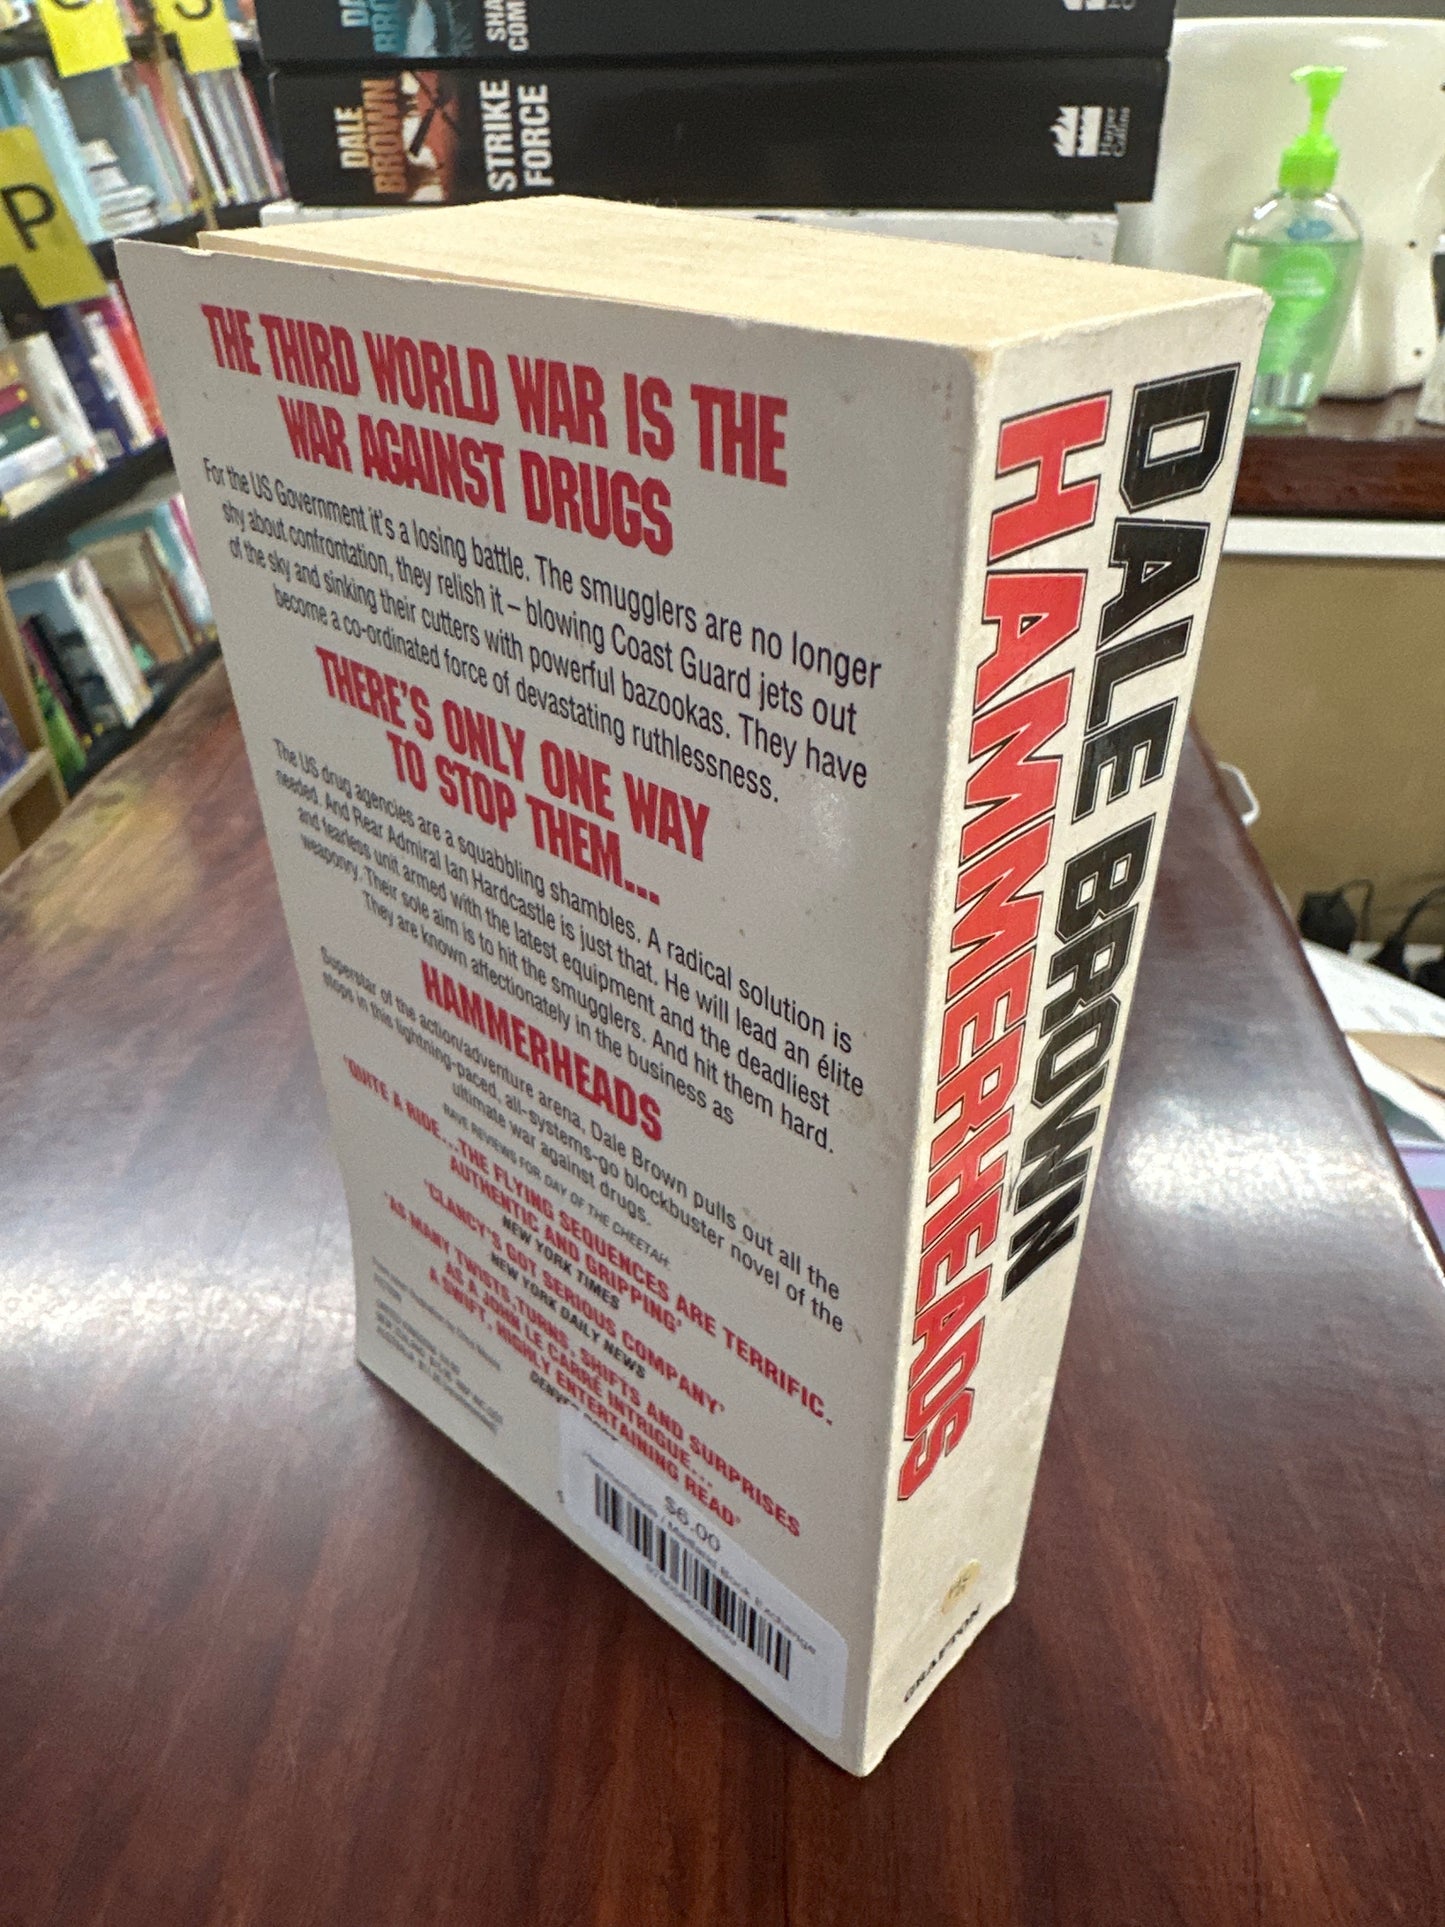 P
DALE
BROWN
STRIKE
FORCE
Harper
Collins
THE THIRD WORLD WAR IS THE
WAR AGAINST DRUGS
For the US Government it's a losing battle. The smugglers are no longer
shy about confrontation, they relish it – blowing Coast Guard jets out
of the sky and sinking their cutters with powerful bazookas. They have
become a co-ordinated force of devastating ruthlessness.
THERE'S ONLY ONE WAY
TO STOP THEM...
The US drug agencies are a squabbling shambles. A radical solution is
needed. And Rear Admiral Ian Hardcastle is just that. He will lead an élite
and fearless unit armed with the latest equipment and the deadliest
weaponry. Their sole aim is to hit the smugglers. And hit them hard.
They are known affectionately in the business as
HAMMERHEADS
Superstar of the action/adventure arena, Dale Brown pulls out all the
stops in this lightning-paced, all-systems-go blockbuster novel of the
ultimate war against drugs.
RAVE REVIEWS FOR DAY OF THE CHEETAH:
'QUITE A RIDE...THE FLYING SEQUENCES ARE TERRIFIC.
AUTHENTIC AND GRIPPING'
NEW YORK TIMES
'CLANCY'S GOT SERIOUS COMPANY'
NEW YORK DAILY NEWS
'AS MANY TWISTS, TURNS, SHIFTS AND SURPRISES
AS A JOHN LE CARRÉ INTRIGUE...
A SWIFT, HIGHLY ENTERTAINING READ'
DENVER
$6.00
Hammerheads / Maitland Book Exchange
DALE BROWN
HAMMERHEADS
GRAFTON